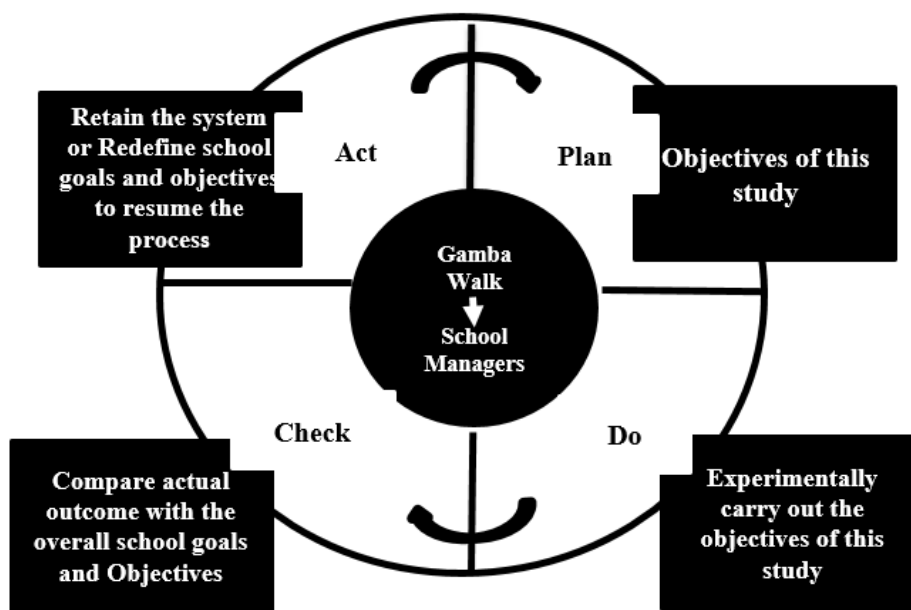 Retain the system
or Redefine school
goals and objectives
to resume the
process
Act
Plan
Objectives of this
study
Gamba
Walk
School
Managers
Check
Do
Compare actual
outcome with the
overall school goals
and Objectives
Experimentally
carry out the
objectives of this
study